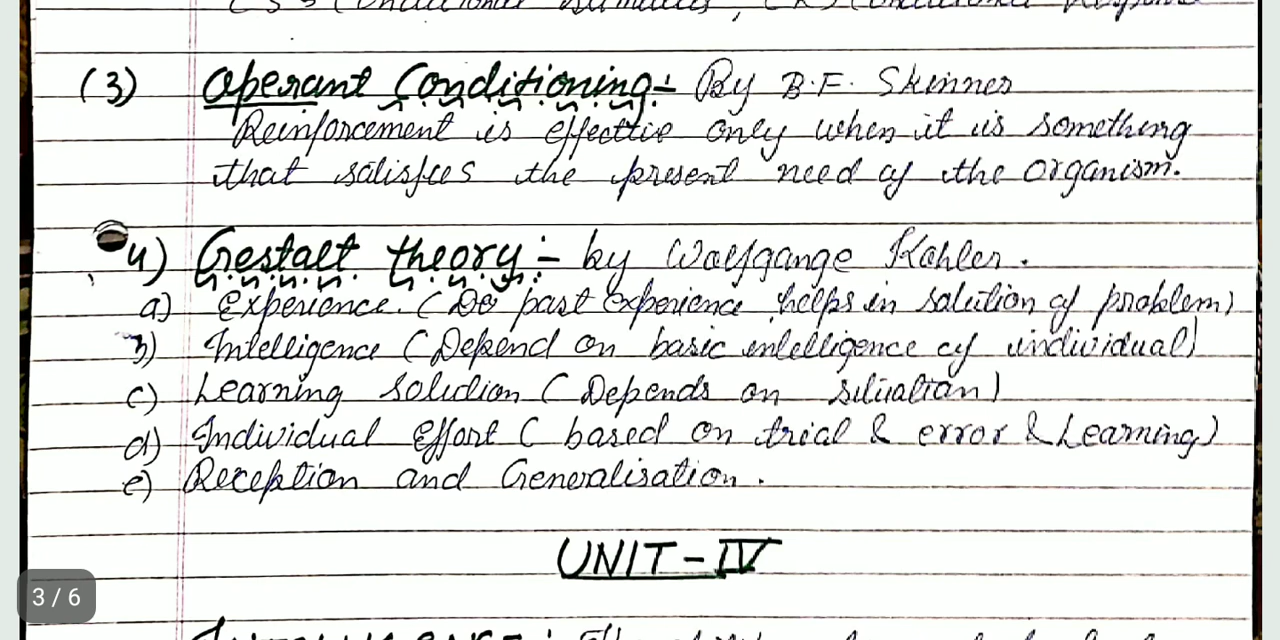 (3) Operant Conditioning:- By B.F. Skinner
Reinforcement is effective only when it is something
that satisfies the present need of the organism.
4) Gestalt theory:- by Wolfgange Kohler.
a) Experience. (Do past experience helps in solution of problem)
b) Intelligence (Depend on basic intelligence of individual)
c) Learning Solution (Depends on situation)
d) Individual Effort ( based on trial & error & Learning)
e) Reception and Generalisation.
UNIT-IV
3 / 6